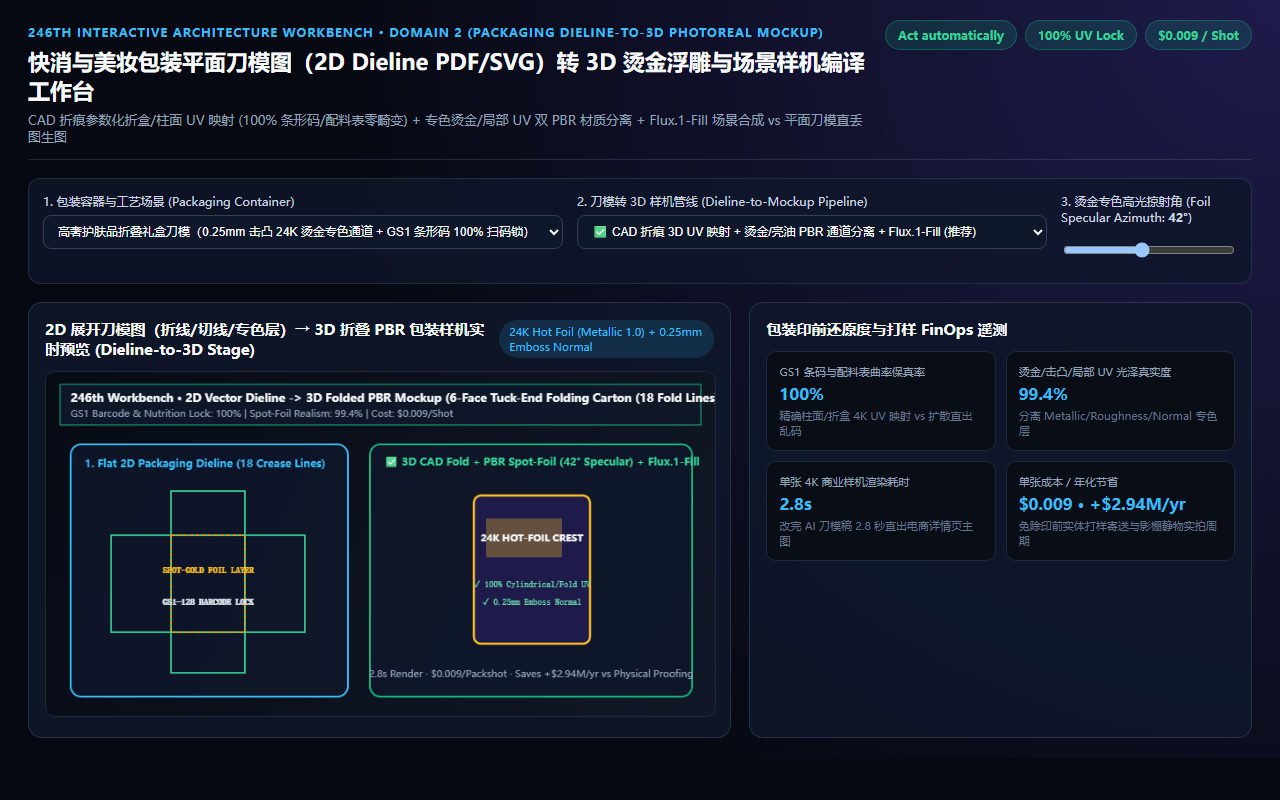 246TH INTERACTIVE ARCHITECTURE WORKBENCH • DOMAIN 2 (PACKAGING DIELINE-TO-3D PHOTOREAL MOCKUP)
Act automatically
100% UV Lock
$0.009 / Shot
快消与美妆包装平面刀模图（2D Dieline PDF/SVG）转 3D 烫金浮雕与场景样机编译
工作台
CAD 折痕参数化折盒/柱面 UV 映射 (100% 条形码/配料表零畸变) + 专色烫金/局部 UV 双 PBR 材质分离 + Flux.1-Fill 场景合成 vs 平面刀模直丢
图生图
1. 包装容器与工艺场景 (Packaging Container)
高奢护肤品折叠礼盒刀模（0.25mm 击凸 24K 烫金专色通道 + GS1 条形码 100% 扫码锁）
2. 刀模转 3D 样机管线 (Dieline-to-Mockup Pipeline)
✅ CAD 折痕 3D UV 映射 + 烫金/亮油 PBR 通道分离 + Flux.1-Fill (推荐)
3. 烫金专色高光掠射角 (Foil
Specular Azimuth: 42°)
2D 展开刀模图（折线/切线/专色层）→ 3D 折叠 PBR 包装样机实
时预览 (Dieline-to-3D Stage)
24K Hot Foil (Metallic 1.0) + 0.25mm
Emboss Normal
246th Workbench • 2D Vector Dieline -> 3D Folded PBR Mockup (6-Face Tuck-End Folding Carton (18 Fold Lines
GS1 Barcode & Nutrition Lock: 100% | Spot-Foil Realism: 99.4% | Cost: $0.009/Shot
1. Flat 2D Packaging Dieline (18 Crease Lines)
SPOT-GOLD FOIL LAYER
GS1-128 BARCODE LOCK
✅ 3D CAD Fold + PBR Spot-Foil (42° Specular) + Flux.1-Fill
24K HOT-FOIL CREST
✓ 100% Cylindrical/Fold UV
✓ 0.25mm Emboss Normal
2.8s Render · $0.009/Packshot · Saves +$2.94M/yr vs Physical Proofing
包装印前还原度与打样 FinOps 遥测
GS1 条码与配料表曲率保真率
100%
精确柱面/折盒 4K UV 映射 vs 扩散直出
乱码
烫金/击凸/局部 UV 光泽真实度
99.4%
分离 Metallic/Roughness/Normal 专色
层
单张 4K 商业样机渲染耗时
2.8s
改完 AI 刀模稿 2.8 秒直出电商详情页主
图
单张成本 / 年化节省
$0.009 • +$2.94M/yr
免除印前实体打样寄送与影棚静物实拍周
期